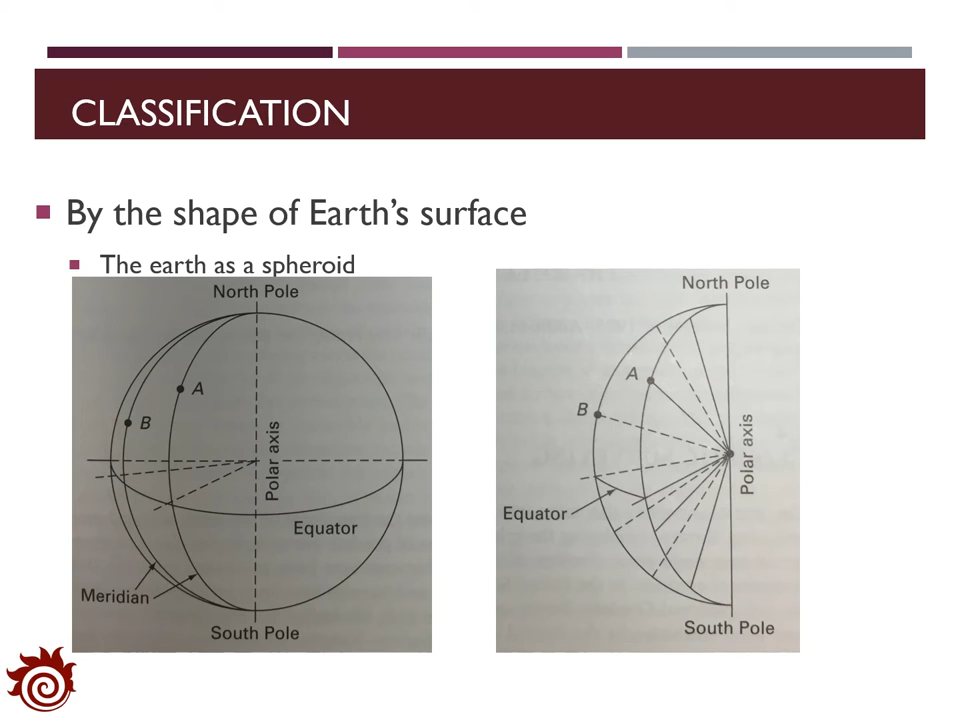 CLASSIFICATION
By the shape of Earth's surface
The earth as a spheroid
North Pole
A
B
Polar axis
Equator
Meridian
South Pole
North Pole
A
B
Polar axis
Equator
South Pole